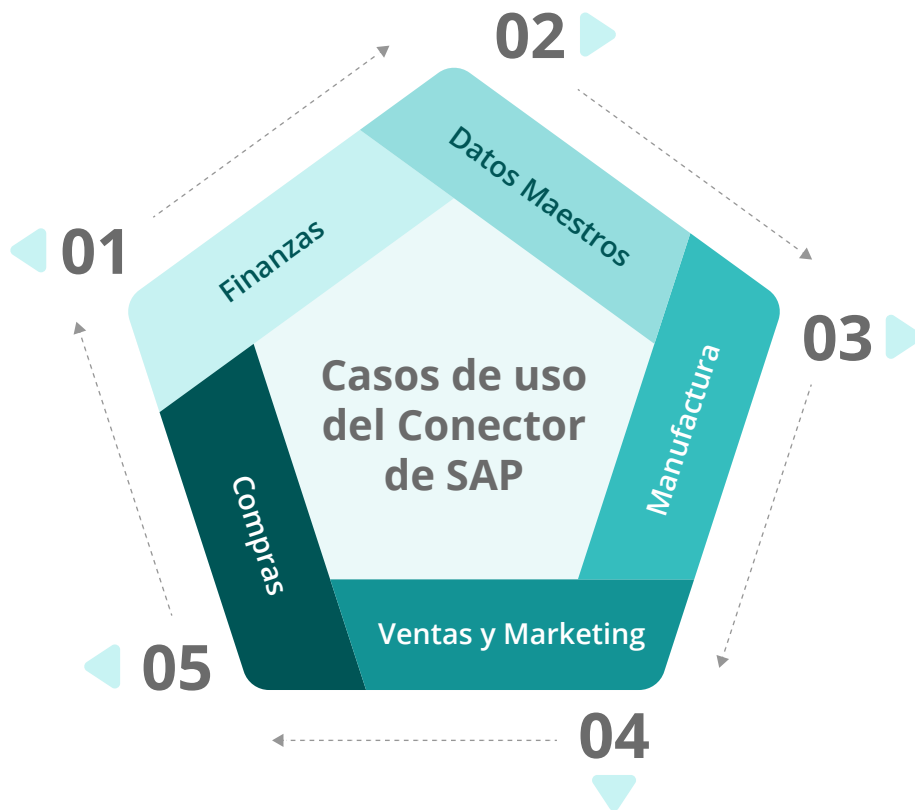 01
Finanzas
02
Datos Maestros
03
Manufactura
04
Ventas y Marketing
05
Compras
Casos de uso
del Conector
de SAP